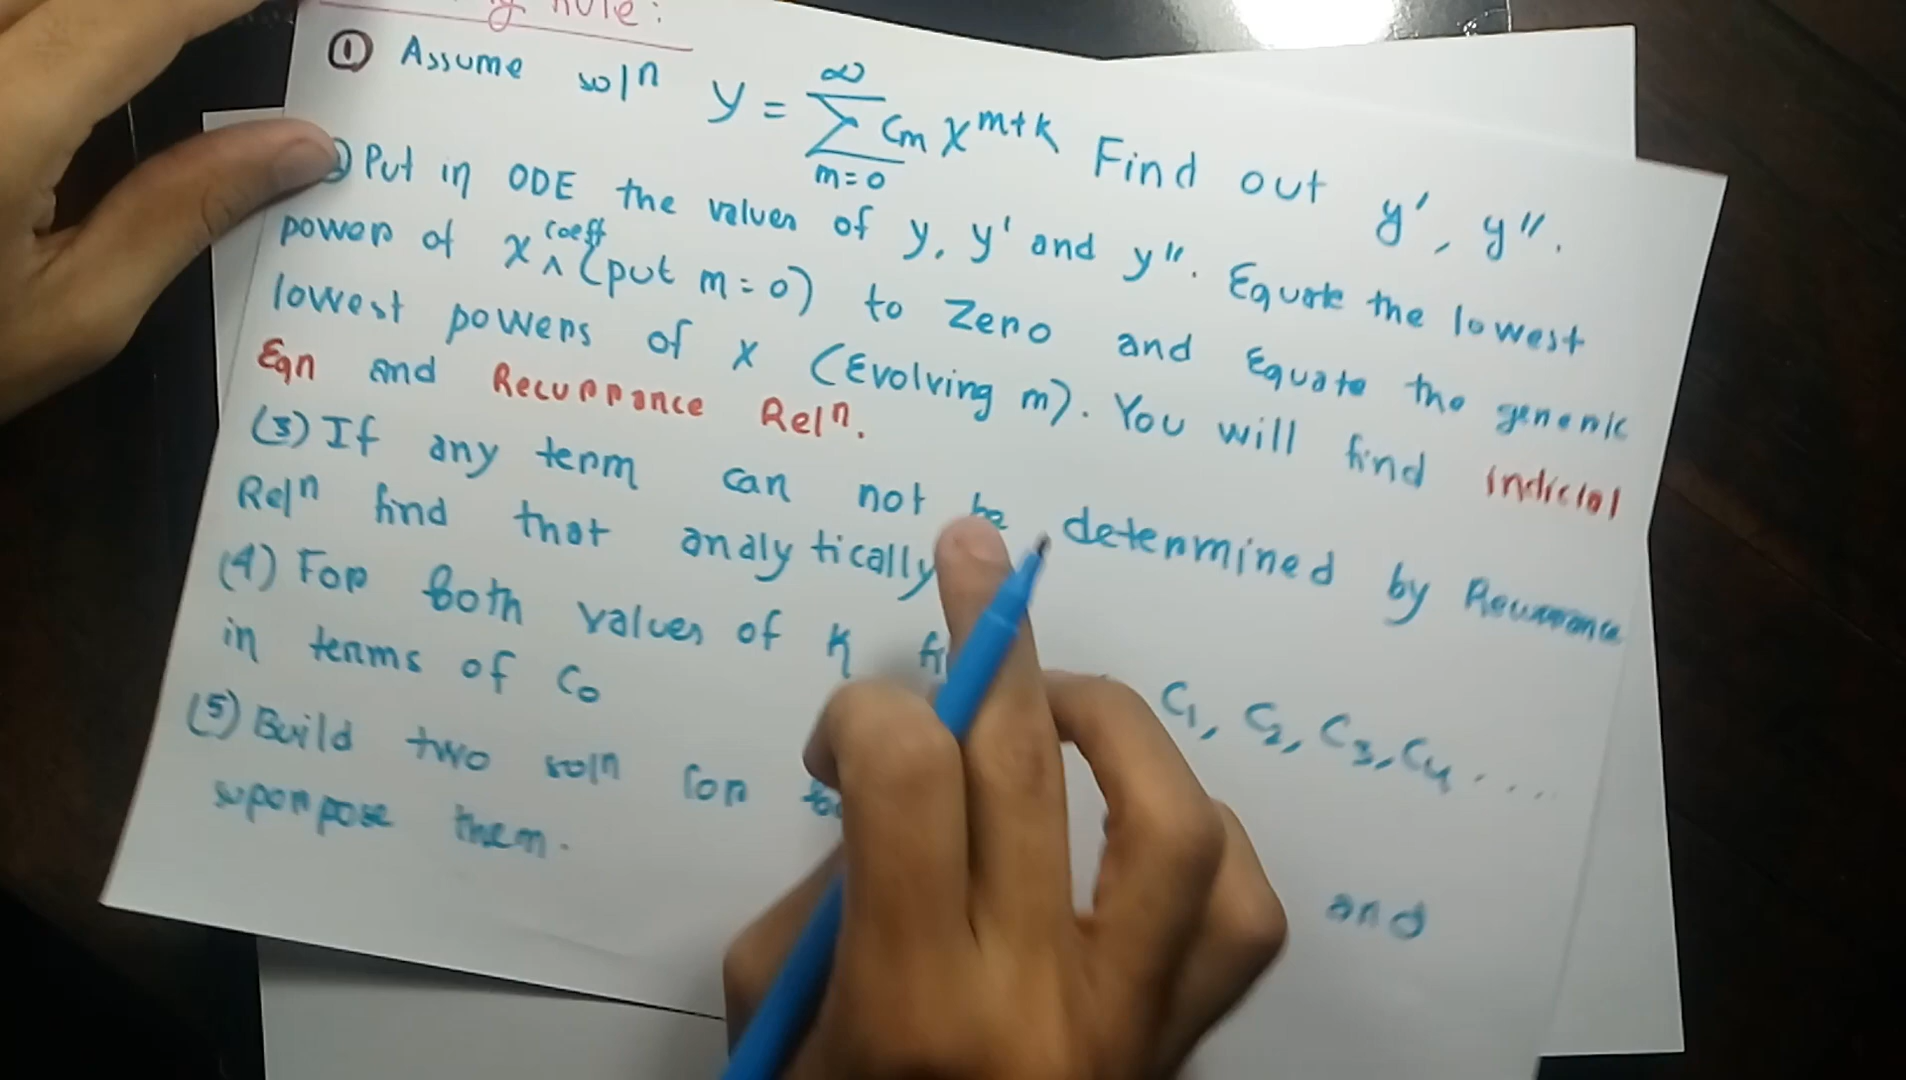 Rule:
① Assume solⁿ y = ∑_{m=0}^{∞} Cm x^{m+k} Find out y', y''.
Put in ODE the values of y, y' and y''. Equate the lowest
power of x ^coeff (put m=0) to Zero and Equate the generic
lowest powers of x (Evolving m). You will find indicial
Eqn and Recurrance Relⁿ.
(3) If any term can not be determined by Recurrance
Relⁿ find that analytically
(4) For both values of K C₁, C₂, C₃, C₄ .....
in terms of C₀
(5) Build two solⁿ for and
superpose them.